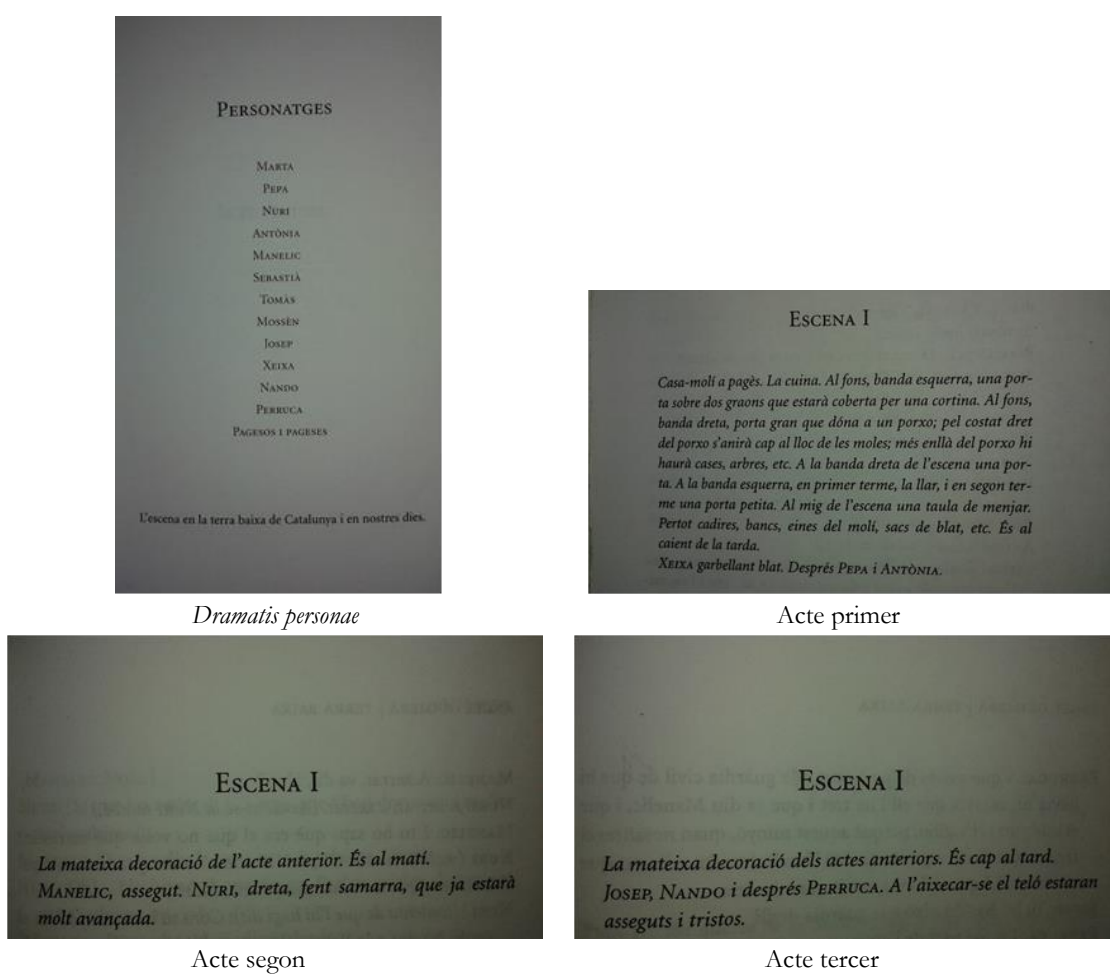 PERSONATGES
MARTA
PEPA
NURI
ANTÒNIA
MANELIC
SEBASTIÀ
TOMÀS
MOSSÈN
JOSEP
XEIXA
NANDO
PERRUCA
PAGESOS I PAGESES
L'escena en la terra baixa de Catalunya i en nostres dies.
Dramatis personae
ESCENA I
Casa-molí a pagès. La cuina. Al fons, banda esquerra, una por-
ta sobre dos graons que estarà coberta per una cortina. Al fons,
banda dreta, porta gran que dóna a un porxo; pel costat dret
del porxo s'anirà cap al lloc de les moles; més enllà del porxo hi
haurà cases, arbres, etc. A la banda dreta de l'escena una por-
ta. A la banda esquerra, en primer terme, la llar, i en segon ter-
me una porta petita. Al mig de l'escena una taula de menjar.
Pertot cadires, bancs, eines del molí, sacs de blat, etc. És al
caient de la tarda.
XEIXA garbellant blat. Després PEPA i ANTÒNIA.
Acte primer
ESCENA I
La mateixa decoració de l'acte anterior. És al matí.
MANELIC, assegut. NURI, dreta, fent samarra, que ja estarà
molt avançada.
Acte segon
ESCENA I
La mateixa decoració dels actes anteriors. És cap al tard.
JOSEP, NANDO i després PERRUCA. A l'aixecar-se el teló estaran
asseguts i tristos.
Acte tercer